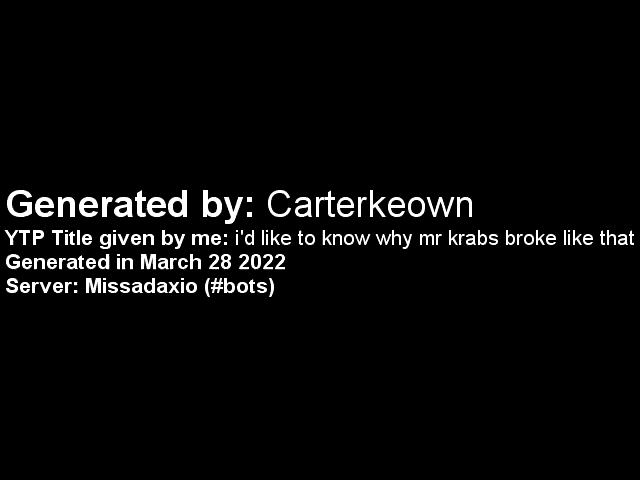 Generated by: Carterkeown
YTP Title given by me: i'd like to know why mr krabs broke like that
Generated in March 28 2022
Server: Missadaxio (#bots)